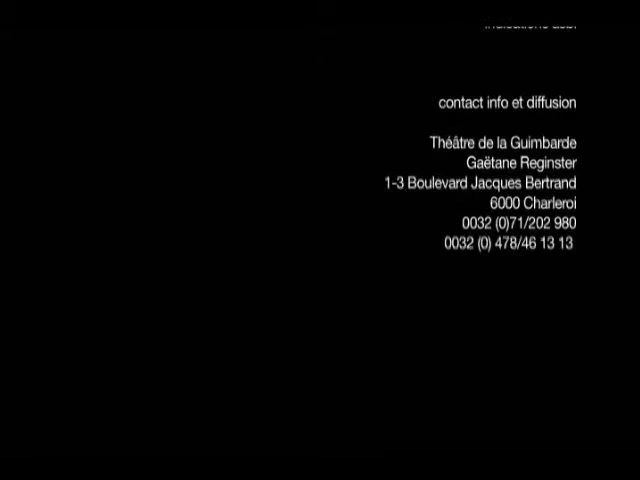 contact info et diffusion
Théâtre de la Guimbarde
Gaëtane Reginster
1-3 Boulevard Jacques Bertrand
6000 Charleroi
0032 (0)71/202 980
0032 (0) 478/46 13 13